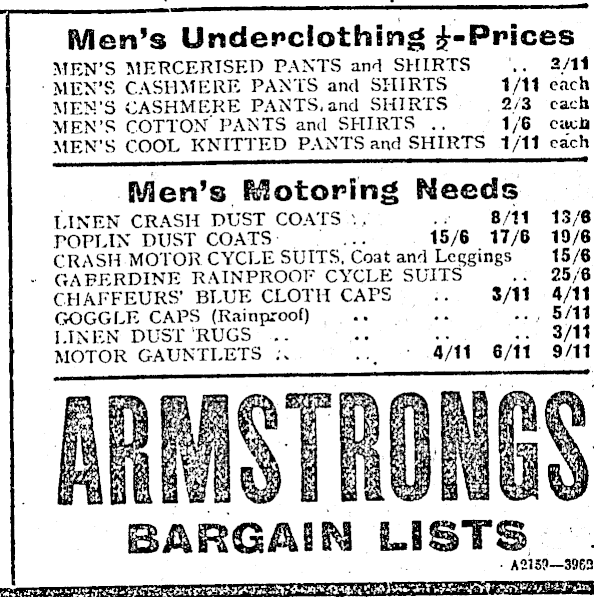 Men's Underclothing ½-Prices
MEN'S MERCERISED PANTS and SHIRTS .. 2/11
MEN'S CASHMERE PANTS and SHIRTS 1/11 each
MEN'S CASHMERE PANTS and SHIRTS 2/3 each
MEN'S COTTON PANTS and SHIRTS .. 1/6 each
MEN'S COOL KNITTED PANTS and SHIRTS 1/11 each
Men's Motoring Needs
LINEN CRASH DUST COATS .. .. 8/11 13/6
POPLIN DUST COATS ... 15/6 17/6 19/6
CRASH MOTOR CYCLE SUITS, Coat and Leggings 15/6
GABERDINE RAINPROOF CYCLE SUITS .. 25/6
CHAFFEURS' BLUE CLOTH CAPS .. 3/11 4/11
GOGGLE CAPS (Rainproof) .. .. .. 5/11
LINEN DUST RUGS .. .. .. 3/11
MOTOR GAUNTLETS .. .. 4/11 6/11 9/11
ARMSTRONGS
BARGAIN LISTS